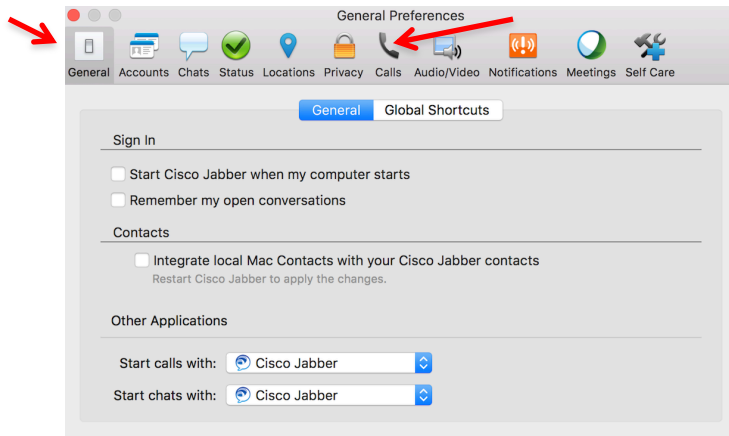 General Preferences
General Accounts Chats Status Locations Privacy Calls Audio/Video Notifications Meetings Self Care
General Global Shortcuts
Sign In
Start Cisco Jabber when my computer starts
Remember my open conversations
Contacts
Integrate local Mac Contacts with your Cisco Jabber contacts
Restart Cisco Jabber to apply the changes.
Other Applications
Start calls with: Cisco Jabber
Start chats with: Cisco Jabber